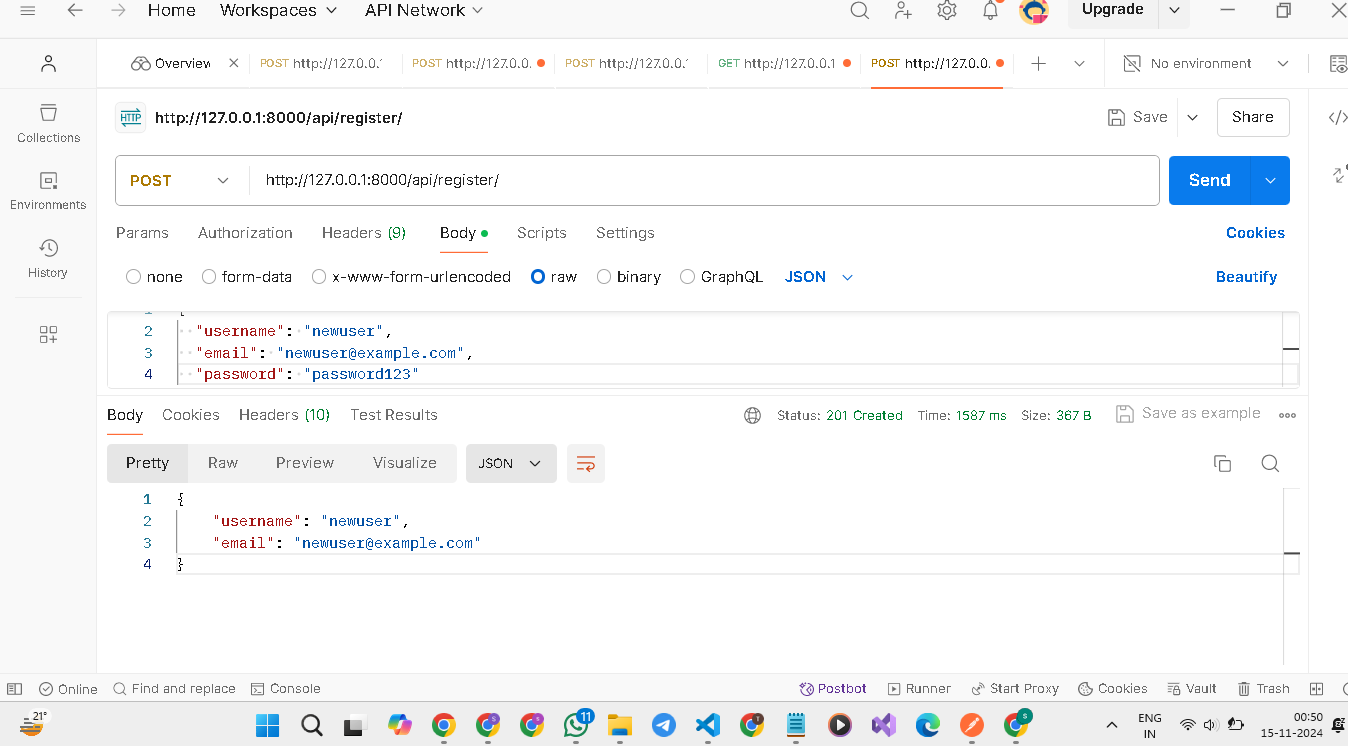 Home Workspaces API Network Upgrade
Overview POST http://127.0.0.1 POST http://127.0.0. POST http://127.0.0.1 GET http://127.0.0.1 POST http://127.0.0. No environment
HTTP http://127.0.0.1:8000/api/register/ Save Share
Collections
POST http://127.0.0.1:8000/api/register/ Send
Environments
Params Authorization Headers (9) Body Scripts Settings Cookies
History
none form-data x-www-form-urlencoded raw binary GraphQL JSON Beautify
2 "username": "newuser",
3 "email": "newuser@example.com",
4 "password": "password123"
Body Cookies Headers (10) Test Results Status: 201 Created Time: 1587 ms Size: 367 B Save as example
Pretty Raw Preview Visualize JSON
1 {
2 "username": "newuser",
3 "email": "newuser@example.com"
4 }
Online Find and replace Console Postbot Runner Start Proxy Cookies Vault Trash
21° 11 S S T S ENG IN 00:50 15-11-2024